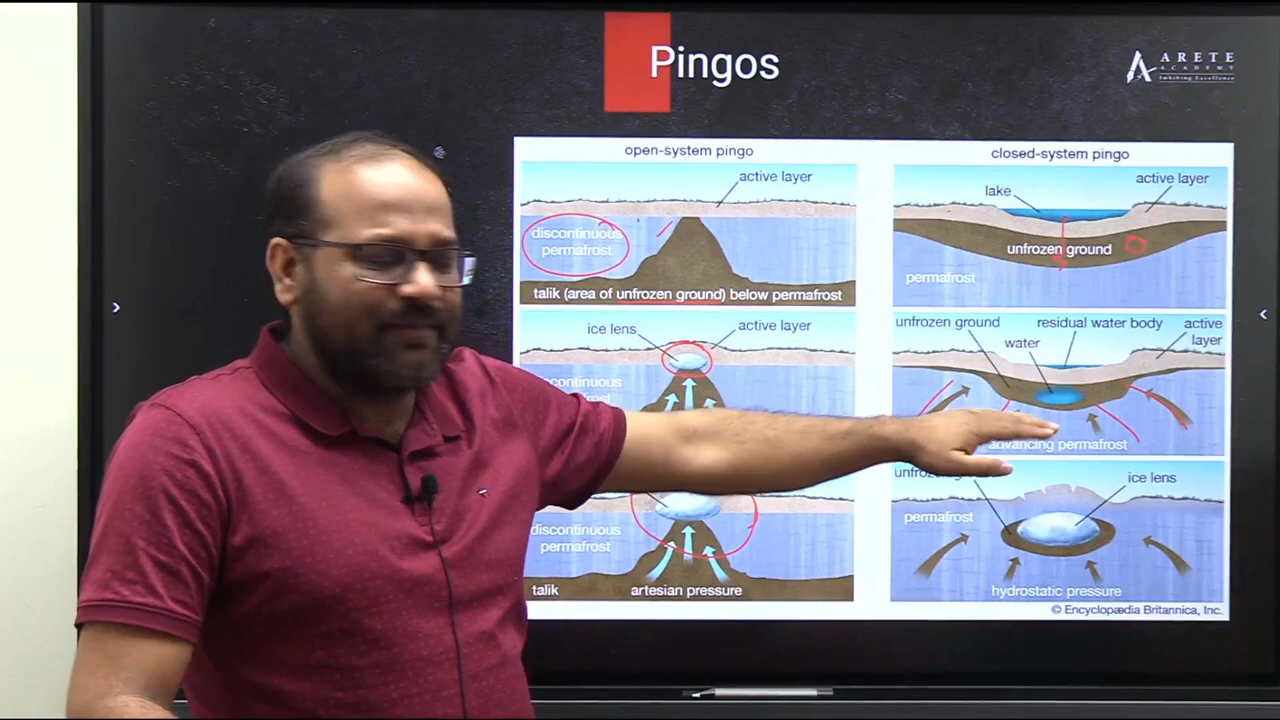 Pingos
ARETE
ACADEMY
Imbibing Excellence
open-system pingo
active layer
discontinuous
permafrost
talik (area of unfrozen ground) below permafrost
ice lens
active layer
discontinuous
permafrost
talik
artesian pressure
closed-system pingo
lake
active layer
unfrozen ground
permafrost
unfrozen ground
residual water body
active
layer
water
advancing permafrost
ice lens
permafrost
hydrostatic pressure
© Encyclopædia Britannica, Inc.